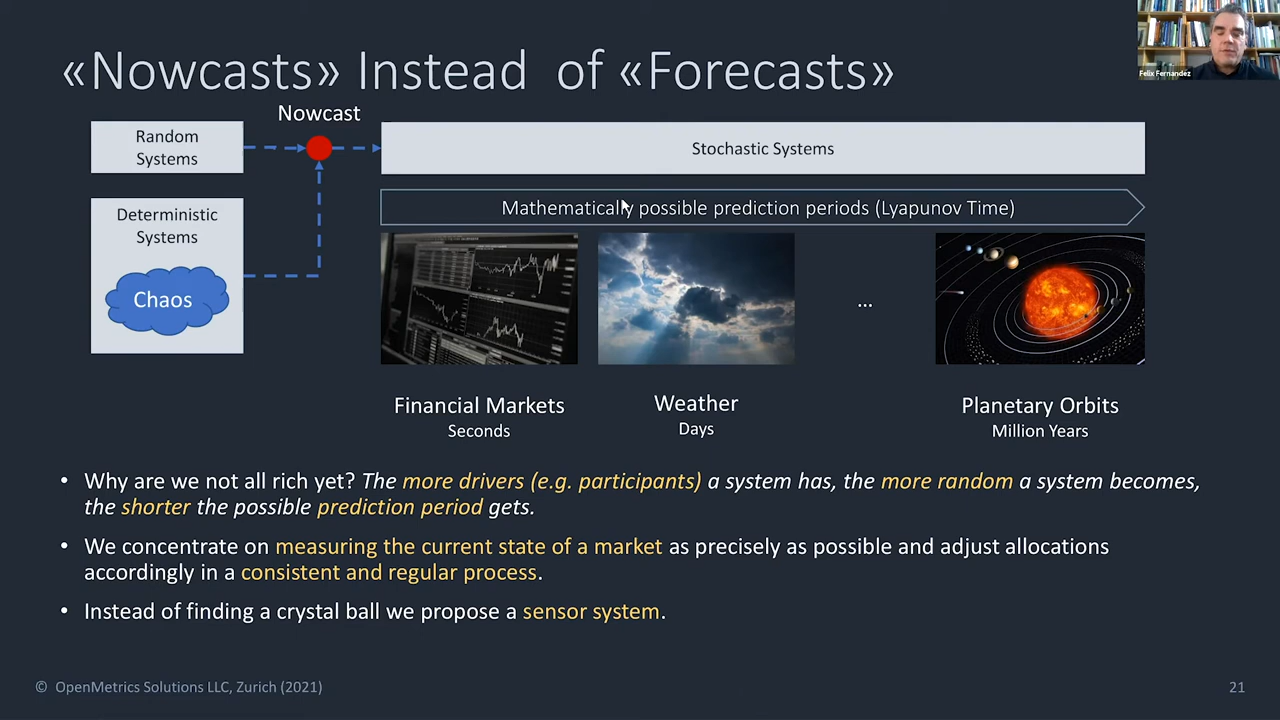 «Nowcasts» Instead of «Forecasts»
Felix Fernandez
Nowcast
Random
Systems
Stochastic Systems
Deterministic
Systems
Chaos
Mathematically possible prediction periods (Lyapunov Time)
...
Financial Markets
Seconds
Weather
Days
Planetary Orbits
Million Years
• Why are we not all rich yet? The more drivers (e.g. participants) a system has, the more random a system becomes,
the shorter the possible prediction period gets.
• We concentrate on measuring the current state of a market as precisely as possible and adjust allocations
accordingly in a consistent and regular process.
• Instead of finding a crystal ball we propose a sensor system.
© OpenMetrics Solutions LLC, Zurich (2021)
21